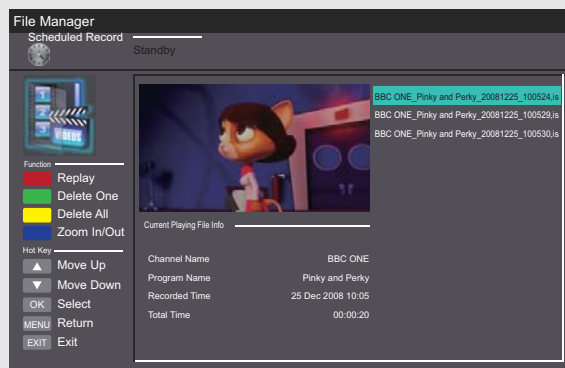 File Manager
Scheduled Record
Standby
1
2
3
VIDEOS
Function
Replay
Delete One
Delete All
Zoom In/Out
Hot Key
Move Up
Move Down
OK Select
MENU Return
EXIT Exit
Current Playing File Info
Channel Name BBC ONE
Program Name Pinky and Perky
Recorded Time 25 Dec 2008 10:05
Total Time 00:00:20
BBC ONE_Pinky and Perky_20081225_100524,is
BBC ONE_Pinky and Perky_20081225_100529,is
BBC ONE_Pinky and Perky_20081225_100530,is